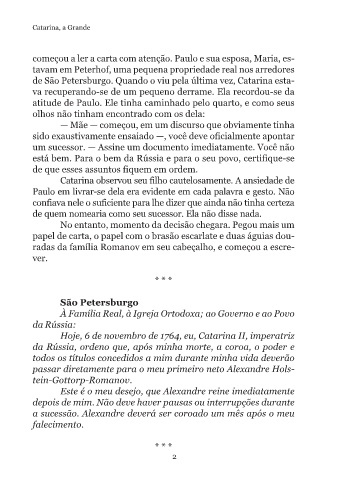 Catarina, a Grande
começou a ler a carta com atenção. Paulo e sua esposa, Maria, es-
tavam em Peterhof, uma pequena propriedade real nos arredores
de São Petersburgo. Quando o viu pela última vez, Catarina esta-
va recuperando-se de um pequeno derrame. Ela recordou-se da
atitude de Paulo. Ele tinha caminhado pelo quarto, e como seus
olhos não tinham encontrado com os dela:
— Mãe — começou, em um discurso que obviamente tinha
sido exaustivamente ensaiado —, você deve oficialmente apontar
um sucessor. — Assine um documento imediatamente. Você não
está bem. Para o bem da Rússia e para o seu povo, certifique-se
de que esses assuntos fiquem em ordem.
Catarina observou seu filho cautelosamente. A ansiedade de
Paulo em livrar-se dela era evidente em cada palavra e gesto. Não
confiava nele o suficiente para lhe dizer que ainda não tinha certeza
de quem nomearia como seu sucessor. Ela não disse nada.
No entanto, momento da decisão chegara. Pegou mais um
papel de carta, o papel com o brasão escarlate e duas águias dou-
radas da família Romanov em seu cabeçalho, e começou a escre-
ver.
* * *
São Petersburgo
À Família Real, à Igreja Ortodoxa; ao Governo e ao Povo
da Rússia:
Hoje, 6 de novembro de 1764, eu, Catarina II, imperatriz
da Rússia, ordeno que, após minha morte, a coroa, o poder e
todos os títulos concedidos a mim durante minha vida deverão
passar diretamente para o meu primeiro neto Alexandre Hols-
tein-Gottorp-Romanov.
Este é o meu desejo, que Alexandre reine imediatamente
depois de mim. Não deve haver pausas ou interrupções durante
a sucessão. Alexandre deverá ser coroado um mês após o meu
falecimento.
* * *
2